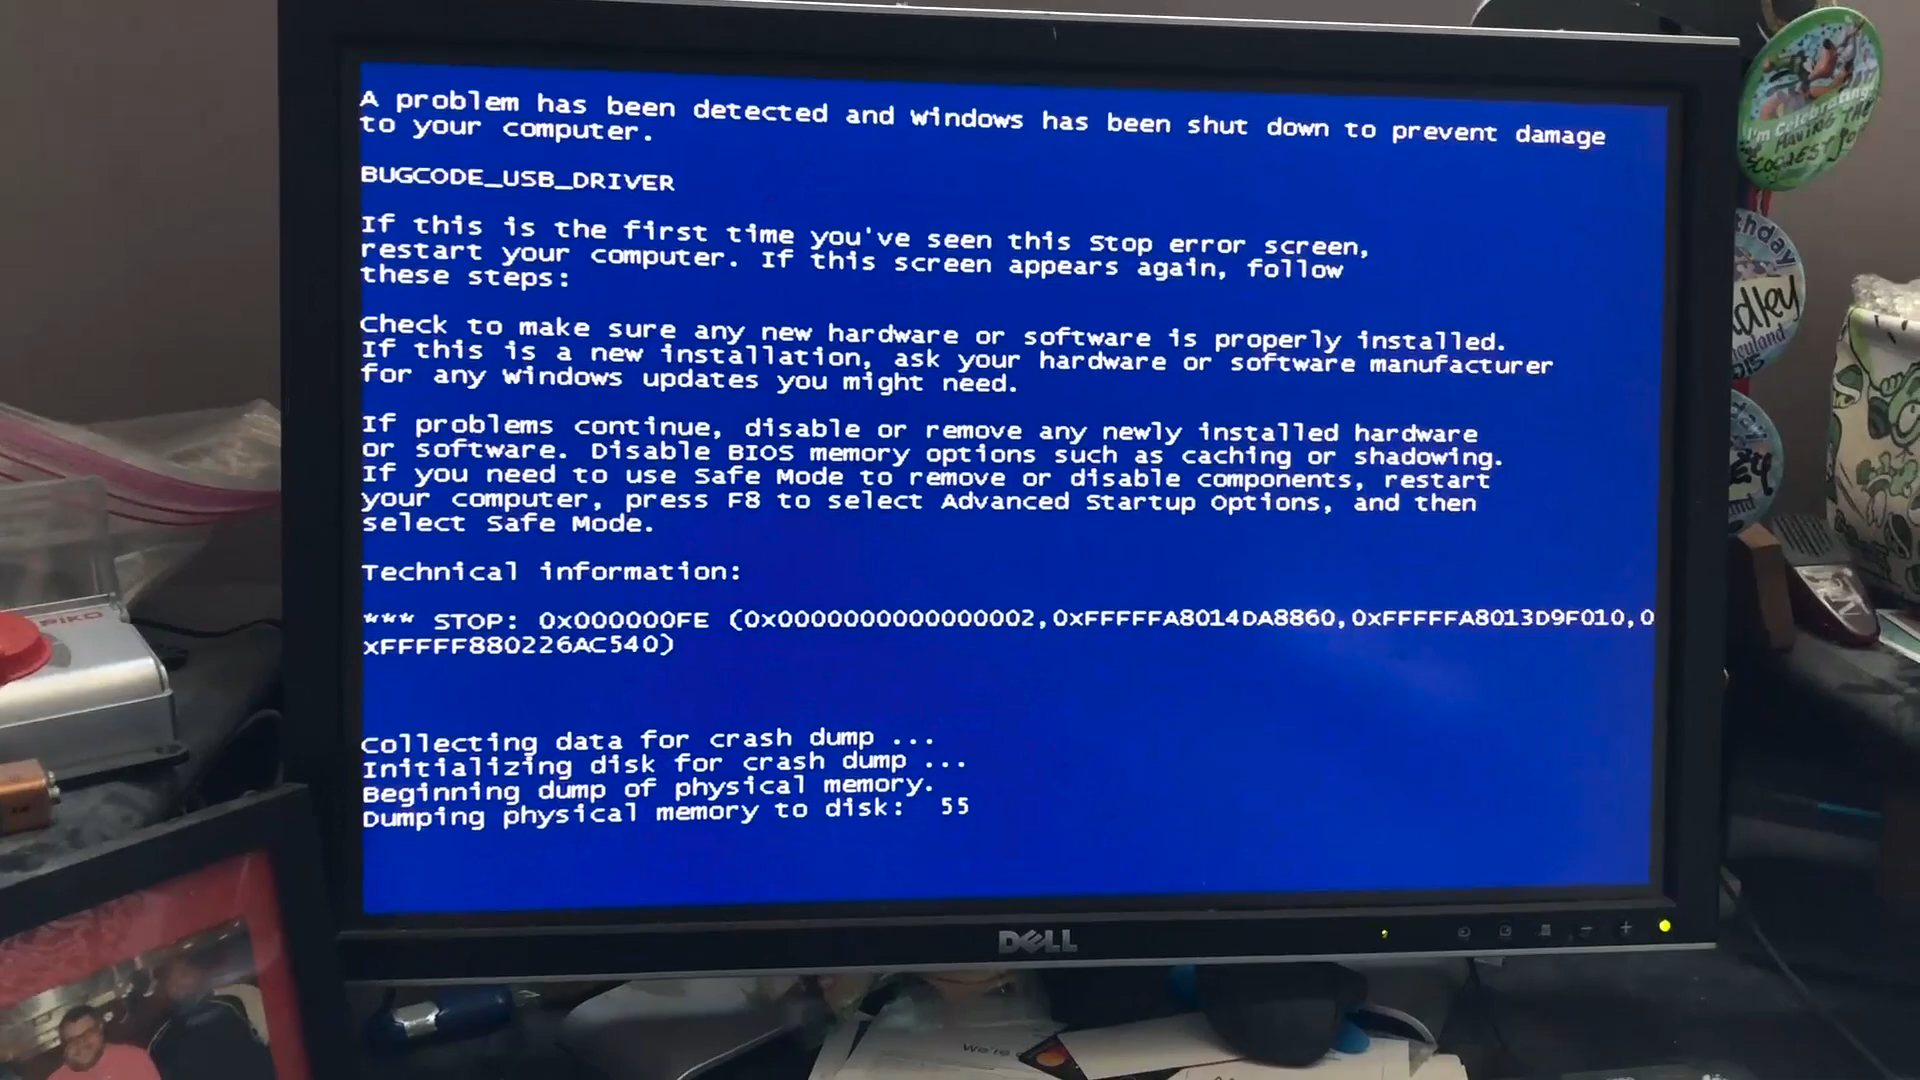 A problem has been detected and windows has been shut down to prevent damage
to your computer.
BUGCODE_USB_DRIVER
If this is the first time you've seen this Stop error screen,
restart your computer. If this screen appears again, follow
these steps:
Check to make sure any new hardware or software is properly installed.
If this is a new installation, ask your hardware or software manufacturer
for any windows updates you might need.
If problems continue, disable or remove any newly installed hardware
or software. Disable BIOS memory options such as caching or shadowing.
If you need to use Safe Mode to remove or disable components, restart
your computer, press F8 to select Advanced Startup Options, and then
select Safe Mode.
Technical information:
*** STOP: 0x000000FE (0x0000000000000002,0xFFFFFA8014DA8860,0xFFFFFA8013D9F010,0
xFFFFF880226AC540)
Collecting data for crash dump ...
Initializing disk for crash dump ...
Beginning dump of physical memory.
Dumping physical memory to disk:  55
DELL
I'm Celebrating!
HAVING THE
PIKO
We're